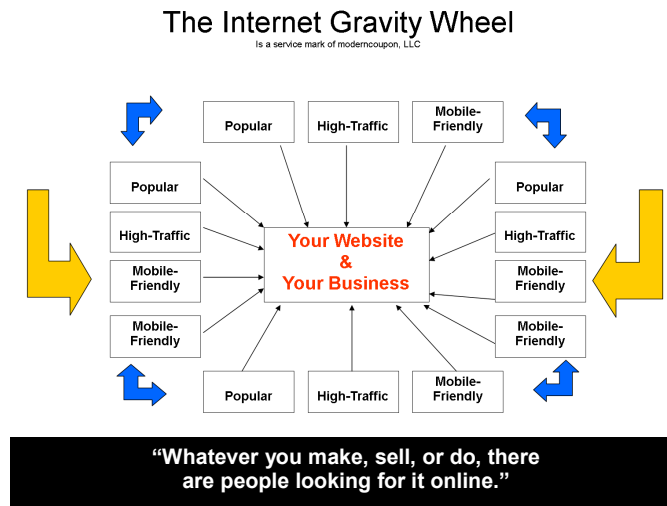 The Internet Gravity Wheel
Is a service mark of moderncoupon, LLC
Popular
High-Traffic
Mobile-
Friendly
Popular
High-Traffic
Mobile-
Friendly
Mobile-
Friendly
Your Website
&
Your Business
Popular
High-Traffic
Mobile-
Friendly
Mobile-
Friendly
Popular
High-Traffic
Mobile-
Friendly
“Whatever you make, sell, or do, there
are people looking for it online.”